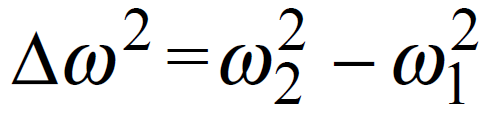 Δω² = ω₂² − ω₁²